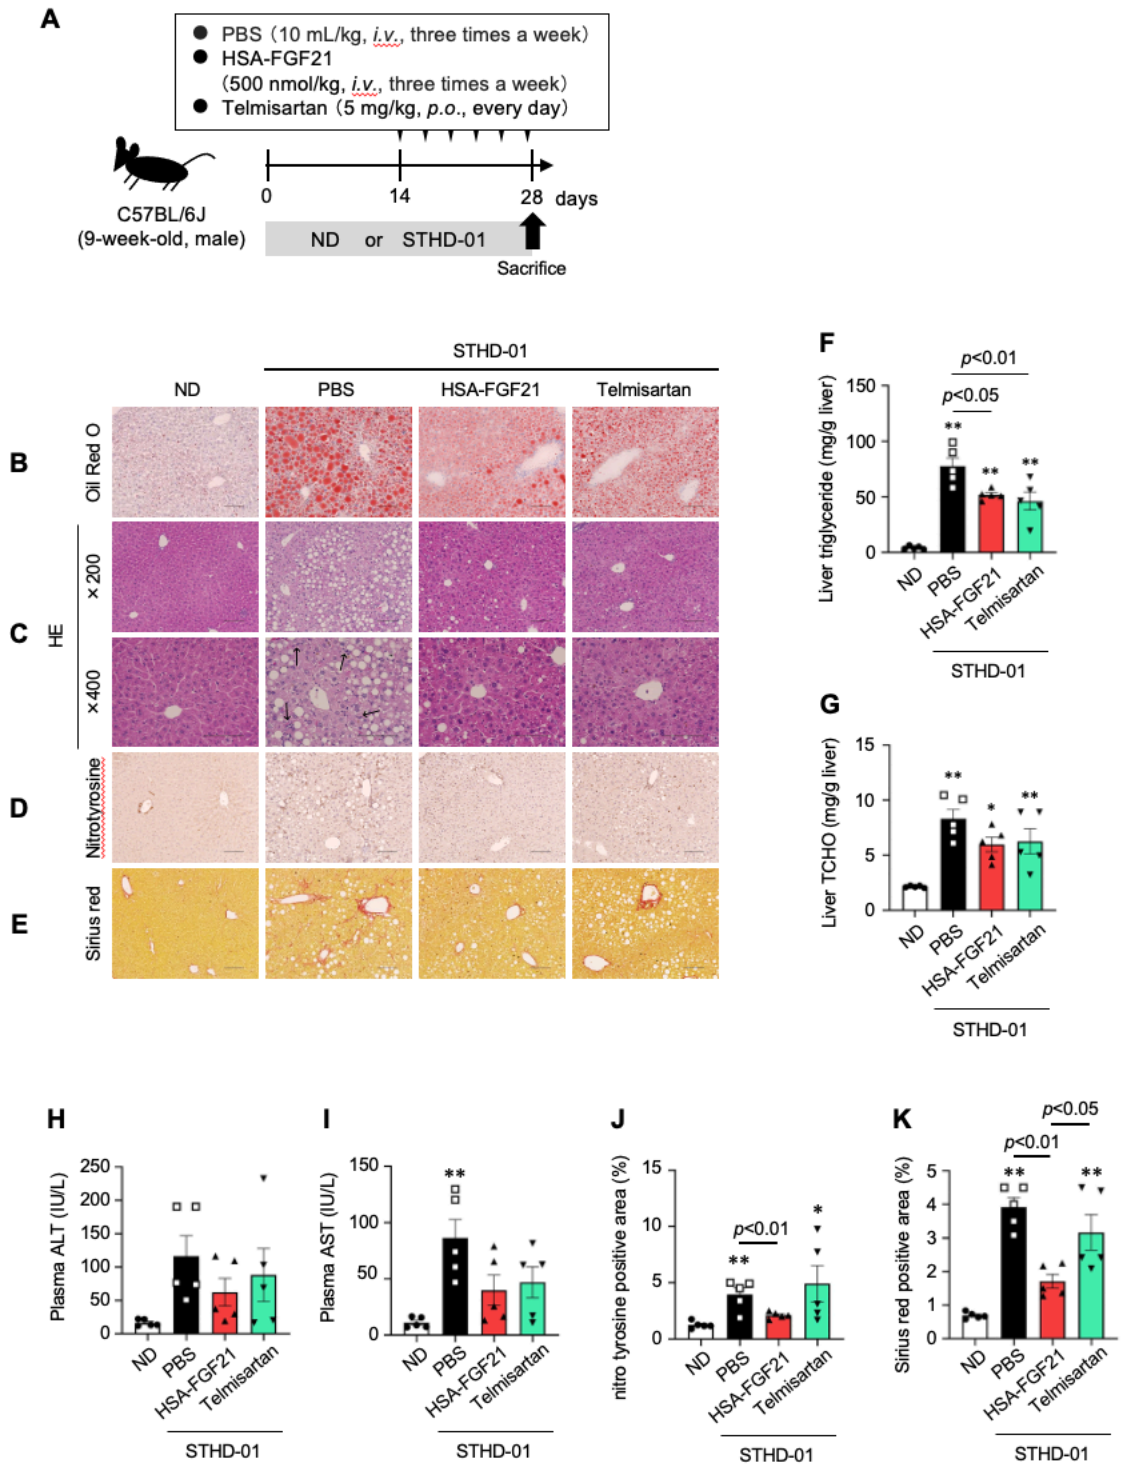 A
PBS (10 mL/kg, i.v., three times a week)
HSA-FGF21
(500 nmol/kg, i.v., three times a week)
Telmisartan (5 mg/kg, p.o., every day)
0
14
28
days
C57BL/6J
(9-week-old, male)
ND or STHD-01
Sacrifice
STHD-01
ND
PBS
HSA-FGF21
Telmisartan
B
Oil Red O
C
HE
×200
×400
D
Nitrotyrosine
E
Sirius red
F
p<0.01
p<0.05
150
100
50
0
Liver triglyceride (mg/g liver)
**
**
**
ND
PBS
HSA-FGF21
Telmisartan
STHD-01
G
15
10
5
0
Liver TCHO (mg/g liver)
**
*
**
ND
PBS
HSA-FGF21
Telmisartan
STHD-01
H
250
200
150
100
50
0
Plasma ALT (IU/L)
ND
PBS
HSA-FGF21
Telmisartan
STHD-01
I
150
100
50
0
Plasma AST (IU/L)
**
ND
PBS
HSA-FGF21
Telmisartan
STHD-01
J
15
10
5
0
nitro tyrosine positive area (%)
p<0.01
**
*
ND
PBS
HSA-FGF21
Telmisartan
STHD-01
K
p<0.05
p<0.01
5
4
3
2
1
0
Sirius red positive area (%)
**
**
ND
PBS
HSA-FGF21
Telmisartan
STHD-01